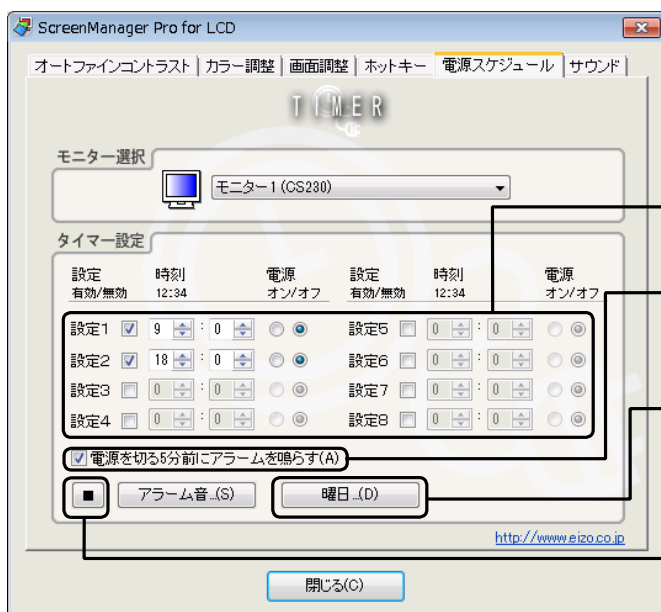 ScreenManager Pro for LCD
オートファインコントラスト カラー調整 画面調整 ホットキー 電源スケジュール サウンド
TIMER
モニター選択
モニター1 (CS230)
タイマー設定
設定 時刻 電源 設定 時刻 電源
有効/無効 12:34 オン/オフ 有効/無効 12:34 オン/オフ
設定1 9 : 0 設定5 0 : 0
設定2 18 : 0 設定6 0 : 0
設定3 0 : 0 設定7 0 : 0
設定4 0 : 0 設定8 0 : 0
電源を切る5分前にアラームを鳴らす(A)
アラーム音...(S) 曜日...(D)
http://www.eizo.co.jp
閉じる(C)